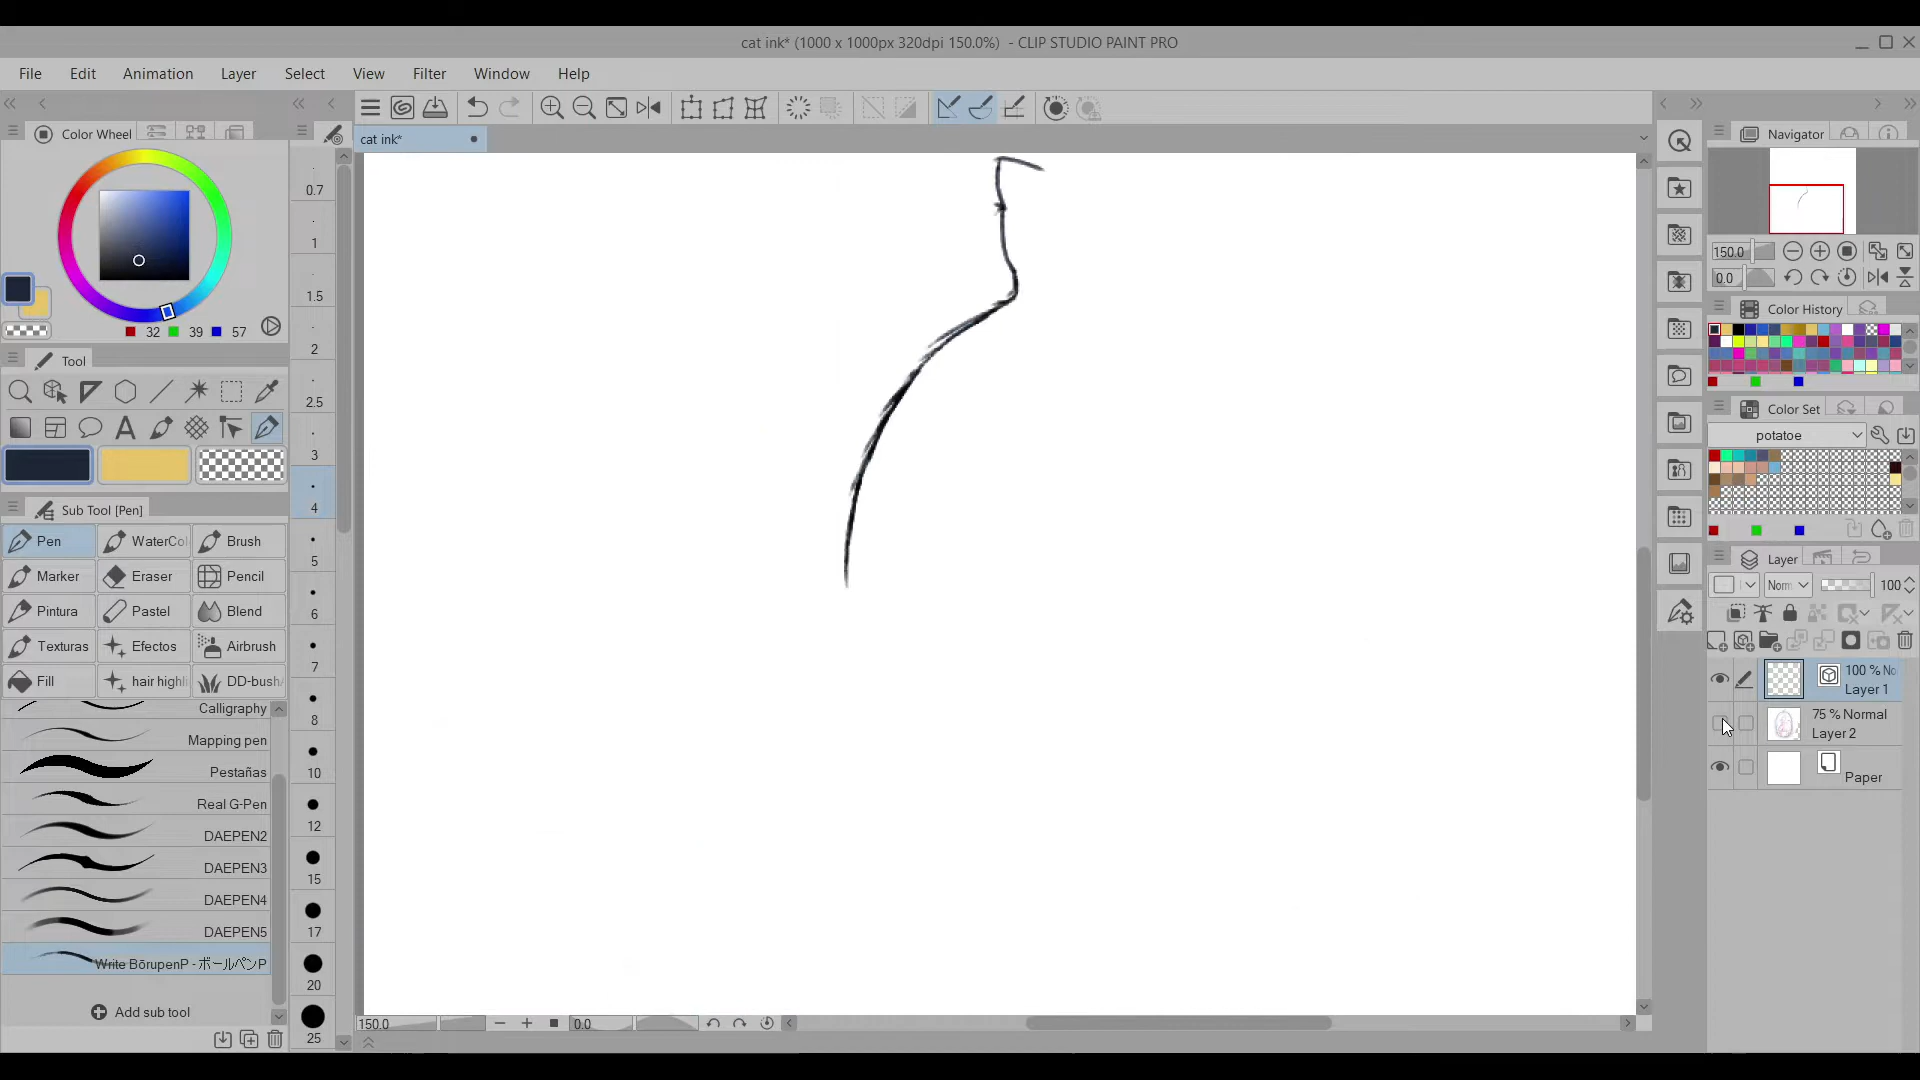 cat ink* (1000 x 1000px 320dpi 150.0%) - CLIP STUDIO PAINT PRO
File Edit Animation Layer Select View Filter Window Help
cat ink*
Color Wheel
32 39 57
Tool
Sub Tool [Pen]
Pen WaterCol Brush
Marker Eraser Pencil
Pintura Pastel Blend
Texturas Efectos Airbrush
Fill hair highli DD-bush
Calligraphy
Mapping pen
Pestañas
Real G-Pen
DAEPEN2
DAEPEN3
DAEPEN4
DAEPEN5
Write BōrupenP - ボールペンP
Add sub tool
0.7
1
1.5
2
2.5
3
4
5
6
7
8
10
12
15
17
20
25
150.0 0.0
Navigator
150.0
0.0
Color History
Color Set
potatoe
Layer
Norm 100
100 % No
Layer 1
75 % Normal
Layer 2
Paper